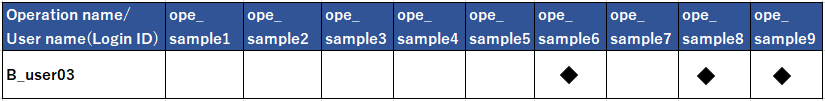 Operation name/ ope_ ope_ ope_ ope_ ope_ ope_ ope_ ope_ ope_
User name(Login ID) sample1 sample2 sample3 sample4 sample5 sample6 sample7 sample8 sample9
B_user03 ◆ ◆ ◆